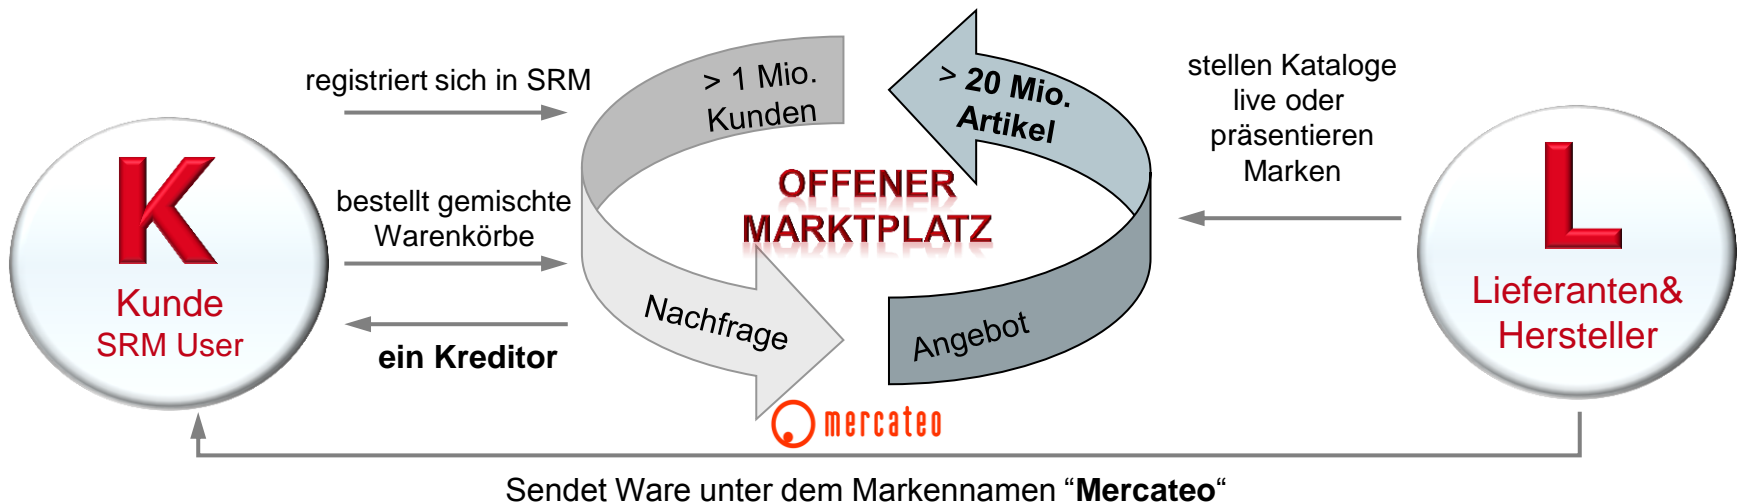 registriert sich in SRM
K
Kunde
SRM User
bestellt gemischte
Warenkörbe
ein Kreditor
> 1 Mio.
Kunden
> 20 Mio.
Artikel
OFFENER
MARKTPLATZ
Nachfrage
Angebot
mercateo
stellen Kataloge
live oder
präsentieren
Marken
L
Lieferanten&
Hersteller
Sendet Ware unter dem Markennamen “Mercateo“